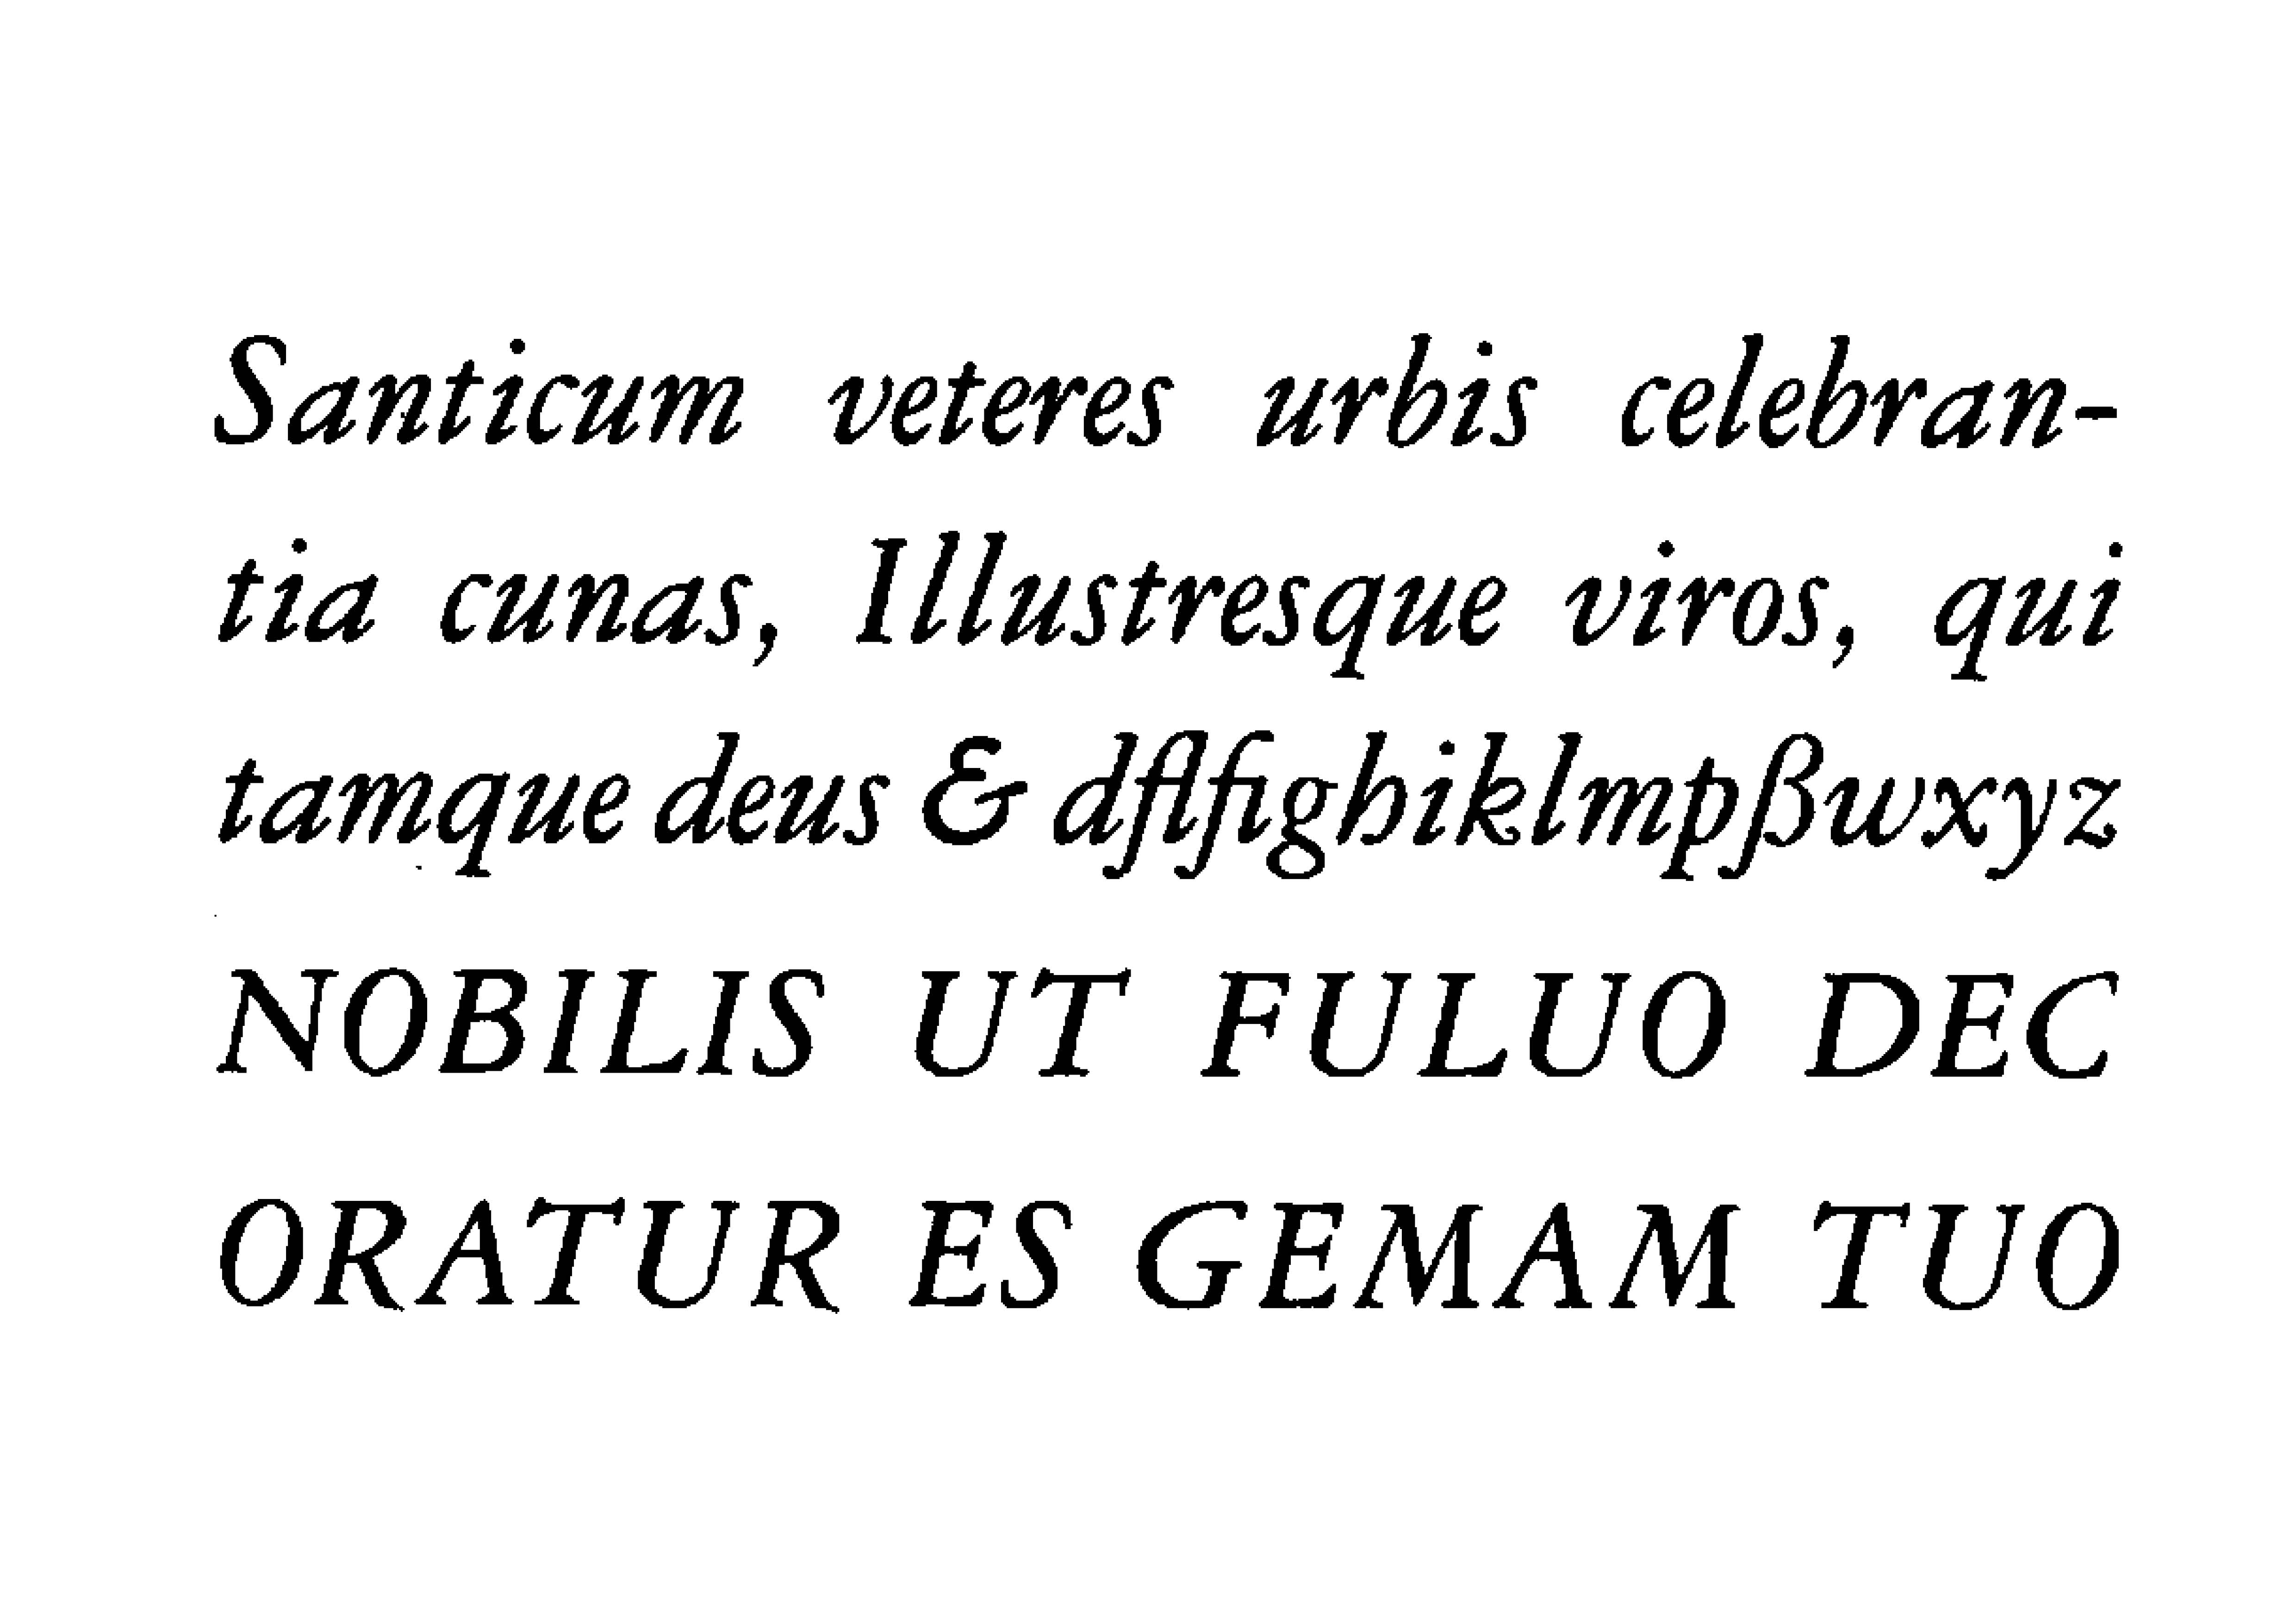 Santicum veteres urbis celebran-
tia cunas, Illustresque viros, qui
tamque deus & dflfighiklmpßwxyz
NOBILIS UT FULUO DEC
ORATUR ES GEMAM TUO